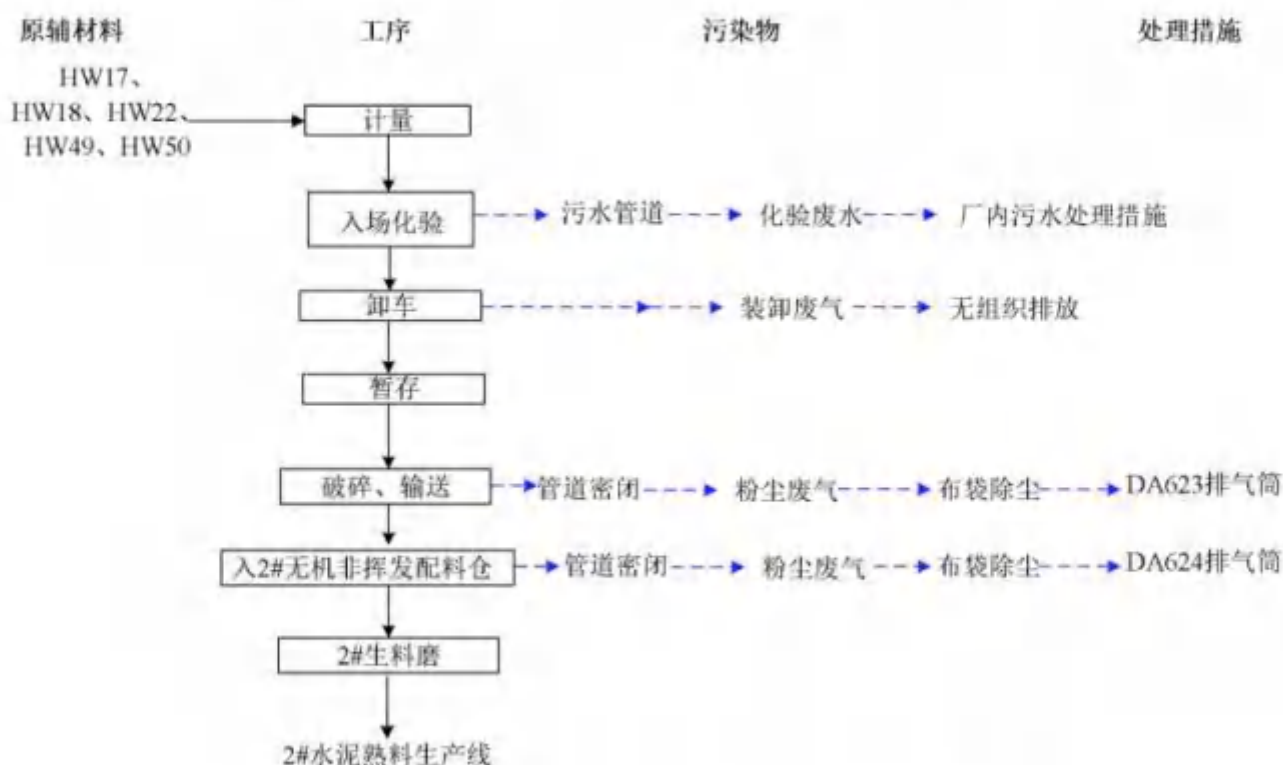 原辅材料 工序 污染物 处理措施
HW17、
HW18、HW22、
HW49、HW50
计量
入场化验 污水管道 化验废水 厂内污水处理措施
卸车 装卸废气 无组织排放
暂存
破碎、输送 管道密闭 粉尘废气 布袋除尘 DA623排气筒
入2#无机非挥发配料仓 管道密闭 粉尘废气 布袋除尘 DA624排气筒
2#生料磨
2#水泥熟料生产线